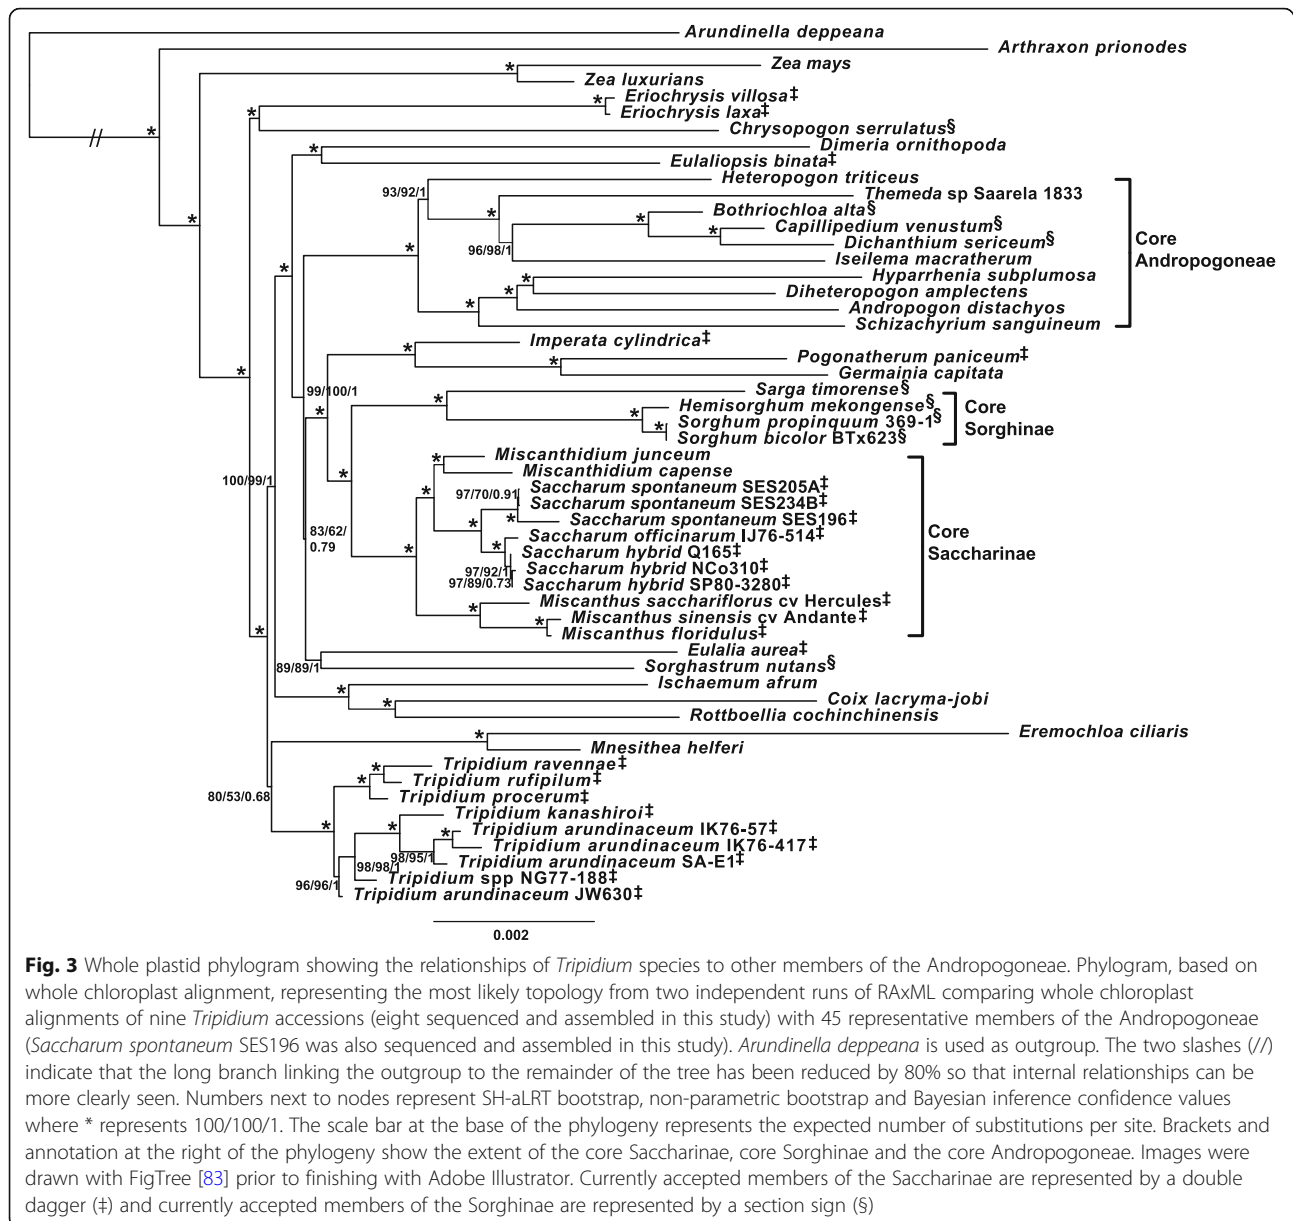 Arundinella deppeana
Arthraxon prionodes
* Zea mays
Zea luxurians
* Eriochrysis villosa‡
* Eriochrysis laxa‡
// * Chrysopogon serrulatus§
* Dimeria ornithopoda
Eulaliopsis binata‡
93/92/1 Heteropogon triticeus
* Themeda sp Saarela 1833
* * Bothriochloa alta§
* Capillipedium venustum§
* 96/98/1 Dichanthium sericeum§
Core
Andropogoneae
* Iseilema macratherum
* Hyparrhenia subplumosa
* Diheteropogon amplectens
* Andropogon distachyos
Schizachyrium sanguineum
* Imperata cylindrica‡
* Pogonatherum paniceum‡
* Germainia capitata
99/100/1 * Sarga timorense§
* * Hemisorghum mekongense§
Core
Sorghinae
* Sorghum propinquum 369-1§
Sorghum bicolor BTx623§
* Miscanthidium junceum
* Miscanthidium capense
100/99/1 * 97/70/0.91 Saccharum spontaneum SES205A‡
Saccharum spontaneum SES234B‡
* * Saccharum spontaneum SES196‡
83/62/
0.79
* * Saccharum officinarum IJ76-514‡
Core
Saccharinae
Saccharum hybrid Q165‡
97/92/1 Saccharum hybrid NCo310‡
97/89/0.73 Saccharum hybrid SP80-3280‡
* Miscanthus sacchariflorus cv Hercules‡
* Miscanthus sinensis cv Andante‡
* Miscanthus floridulus‡
Eulalia aurea‡
89/89/1 Sorghastrum nutans§
* Ischaemum afrum
* Coix lacryma-jobi
Rottboellia cochinchinensis
* Eremochloa ciliaris
Mnesithea helferi
* Tripidium ravennae‡
* Tripidium rufipilum‡
80/53/0.68 Tripidium procerum‡
* * Tripidium kanashiroi‡
* Tripidium arundinaceum IK76-57‡
Tripidium arundinaceum IK76-417‡
98/98/1 98/95/1 Tripidium arundinaceum SA-E1‡
96/96/1 Tripidium spp NG77-188‡
Tripidium arundinaceum JW630‡
0.002
Fig. 3 Whole plastid phylogram showing the relationships of Tripidium species to other members of the Andropogoneae. Phylogram, based on
whole chloroplast alignment, representing the most likely topology from two independent runs of RAxML comparing whole chloroplast
alignments of nine Tripidium accessions (eight sequenced and assembled in this study) with 45 representative members of the Andropogoneae
(Saccharum spontaneum SES196 was also sequenced and assembled in this study). Arundinella deppeana is used as outgroup. The two slashes (//)
indicate that the long branch linking the outgroup to the remainder of the tree has been reduced by 80% so that internal relationships can be
more clearly seen. Numbers next to nodes represent SH-aLRT bootstrap, non-parametric bootstrap and Bayesian inference confidence values
where * represents 100/100/1. The scale bar at the base of the phylogeny represents the expected number of substitutions per site. Brackets and
annotation at the right of the phylogeny show the extent of the core Saccharinae, core Sorghinae and the core Andropogoneae. Images were
drawn with FigTree [83] prior to finishing with Adobe Illustrator. Currently accepted members of the Saccharinae are represented by a double
dagger (‡) and currently accepted members of the Sorghinae are represented by a section sign (§)